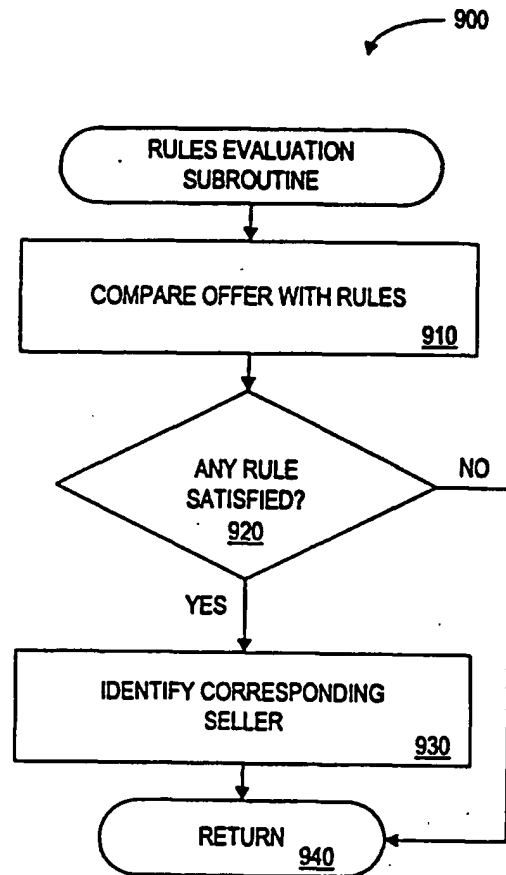 900
RULES EVALUATION
SUBROUTINE
COMPARE OFFER WITH RULES
910
ANY RULE
SATISFIED?
920
NO
YES
IDENTIFY CORRESPONDING
SELLER
930
RETURN
940